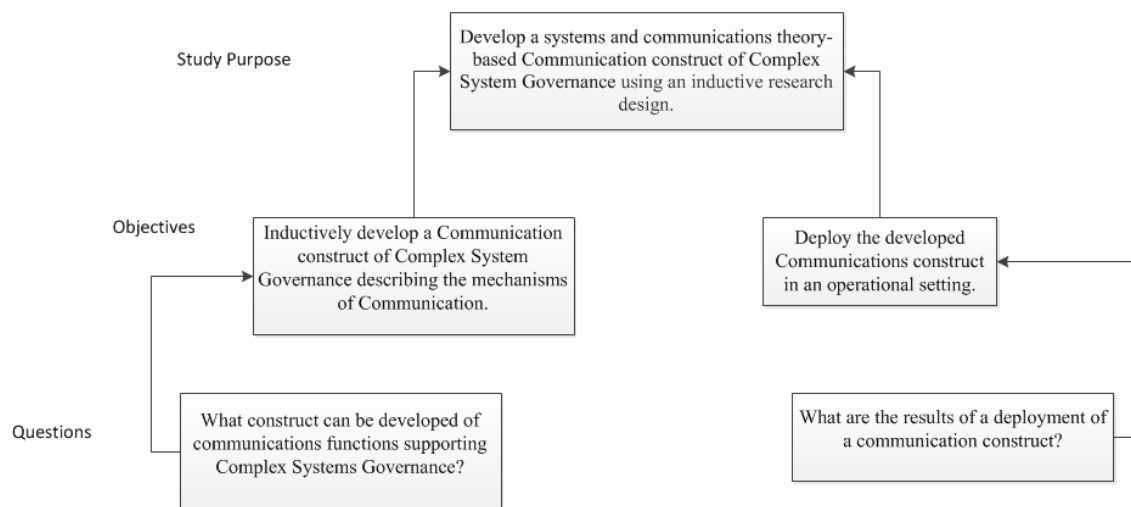 Study Purpose
Develop a systems and communications theory-
based Communication construct of Complex
System Governance using an inductive research
design.
Objectives
Inductively develop a Communication
construct of Complex System
Governance describing the mechanisms
of Communication.
Deploy the developed
Communications construct
in an operational setting.
Questions
What construct can be developed of
communications functions supporting
Complex Systems Governance?
What are the results of a deployment of
a communication construct?